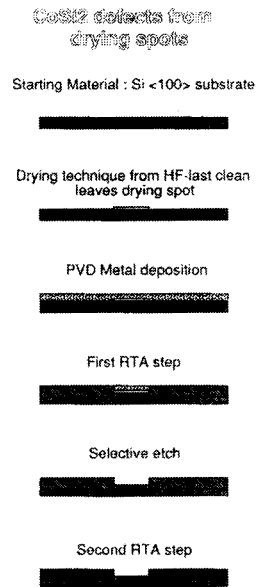 CoSi2 defects from
drying spots
Starting Material : Si <100> substrate
Drying technique from HF-last clean
leaves drying spot
PVD Metal deposition
First RTA step
Selective etch
Second RTA step